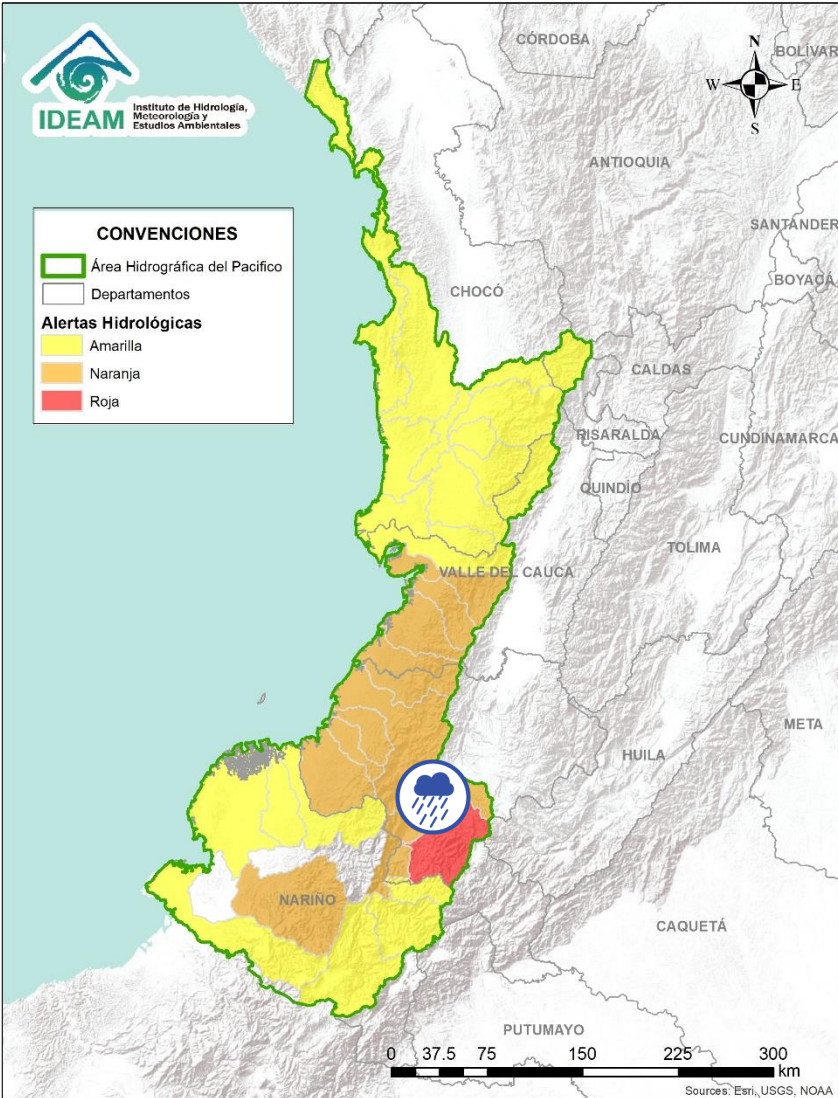 IDEAM
Instituto de Hidrología,
Meteorología y
Estudios Ambientales
N
W E
S
CONVENCIONES
Área Hidrográfica del Pacifico
Departamentos
Alertas Hidrológicas
Amarilla
Naranja
Roja
CÓRDOBA
BOLÍVAR
ANTIOQUIA
SANTANDER
BOYACÁ
CHOCÓ
CALDAS
RISARALDA
CUNDINAMARCA
QUINDÍO
TOLIMA
VALLE DEL CAUCA
META
HUILA
NARIÑO
CAQUETÁ
PUTUMAYO
0 37.5 75 150 225 300
km
Sources: Esri, USGS, NOAA